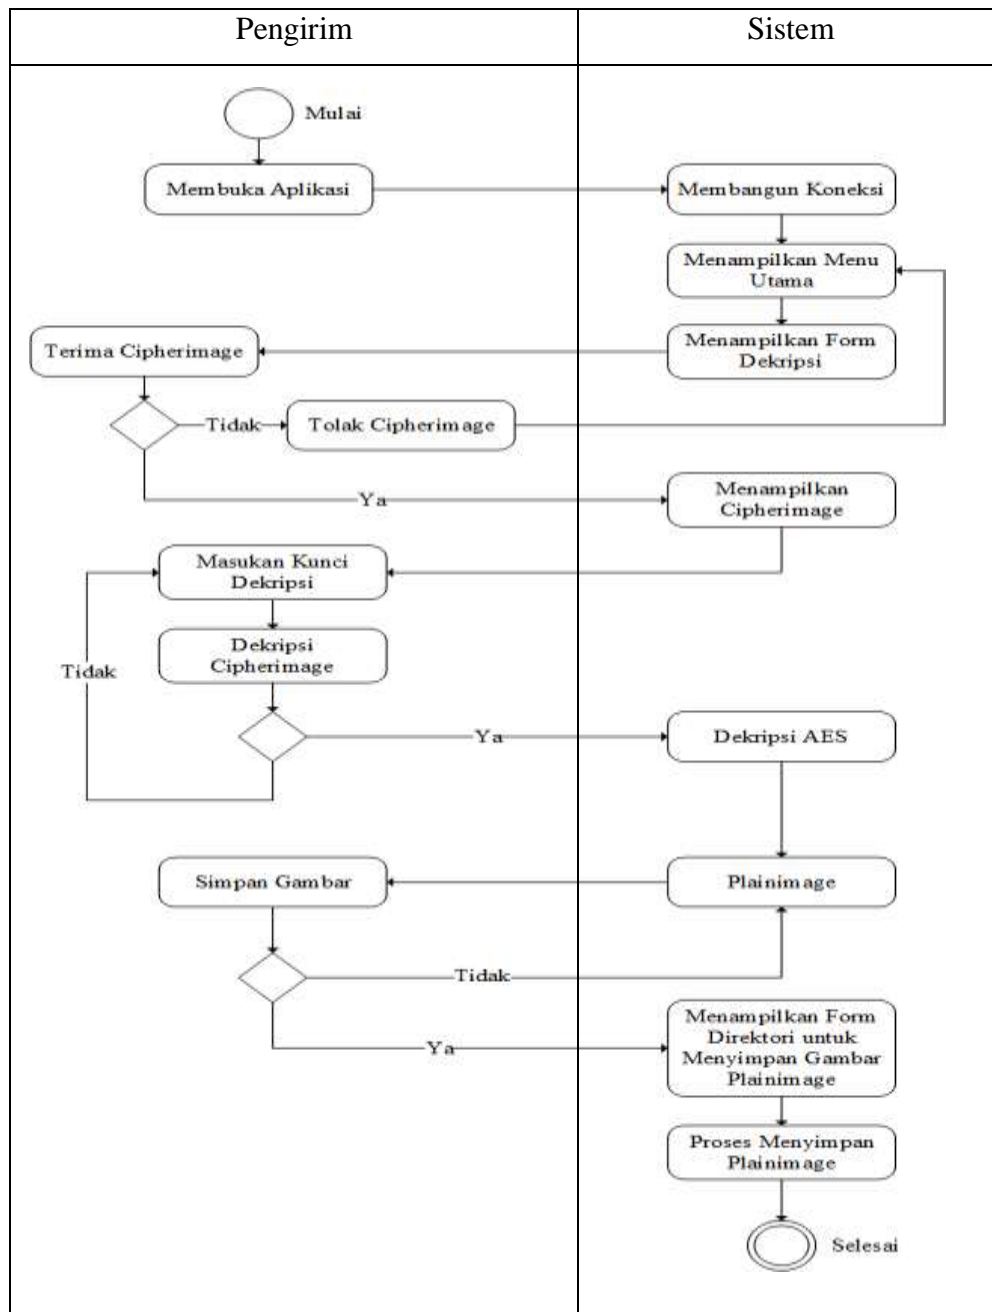 Pengirim
Sistem
Mulai
Membuka Aplikasi
Membangun Koneksi
Menampilkan Menu
Utama
Terima Cipherimage
Menampilkan Form
Dekripsi
Tidak
Tolak Cipherimage
Ya
Menampilkan
Cipherimage
Masukan Kunci
Dekripsi
Dekripsi
Cipherimage
Tidak
Ya
Dekripsi AES
Simpan Gambar
Plainimage
Tidak
Ya
Menampilkan Form
Direktori untuk
Menyimpan Gambar
Plainimage
Proses Menyimpan
Plainimage
Selesai